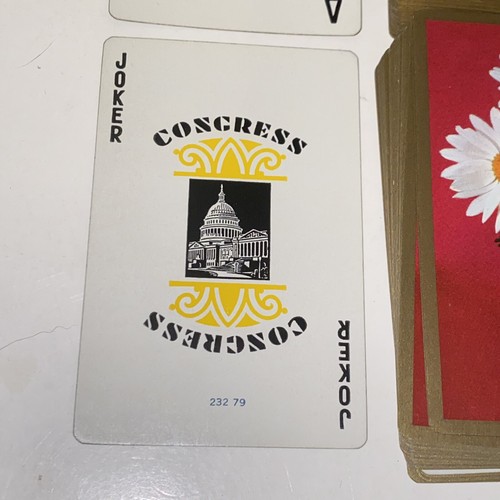 A
JOKER
CONGRESS
CONGRESS
232 79
JOKER